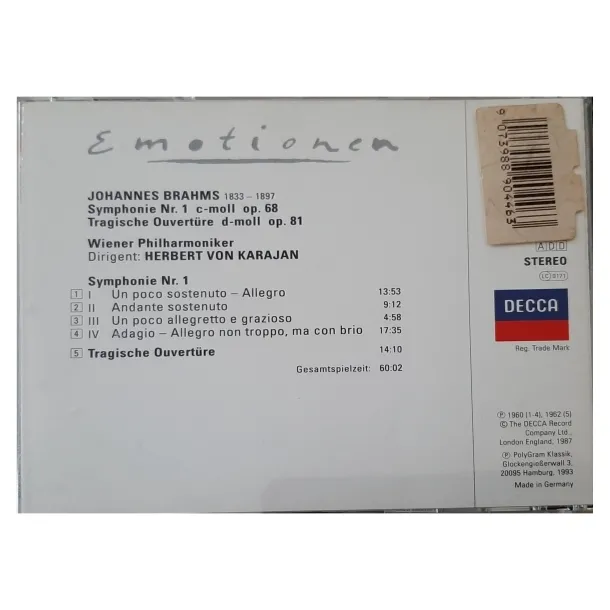 Emotionen
JOHANNES BRAHMS 1833 – 1897
Symphonie Nr. 1 c-moll op. 68
Tragische Ouvertüre d-moll op. 81
Wiener Philharmoniker
Dirigent: HERBERT VON KARAJAN
Symphonie Nr. 1
1 I Un poco sostenuto – Allegro 13:53
2 II Andante sostenuto 9:12
3 III Un poco allegretto e grazioso 4:58
4 IV Adagio – Allegro non troppo, ma con brio 17:35
5 Tragische Ouvertüre 14:10
Gesamtspielzeit: 60:02
9073988904463
ADD
STEREO
LC 0171
DECCA
Reg. Trade Mark
Ⓟ 1960 (1-4), 1962 (5)
© The DECCA Record
Company Ltd.,
London England, 1987
Ⓟ PolyGram Klassik,
Glockengießerwall 3,
20095 Hamburg, 1993
Made in Germany